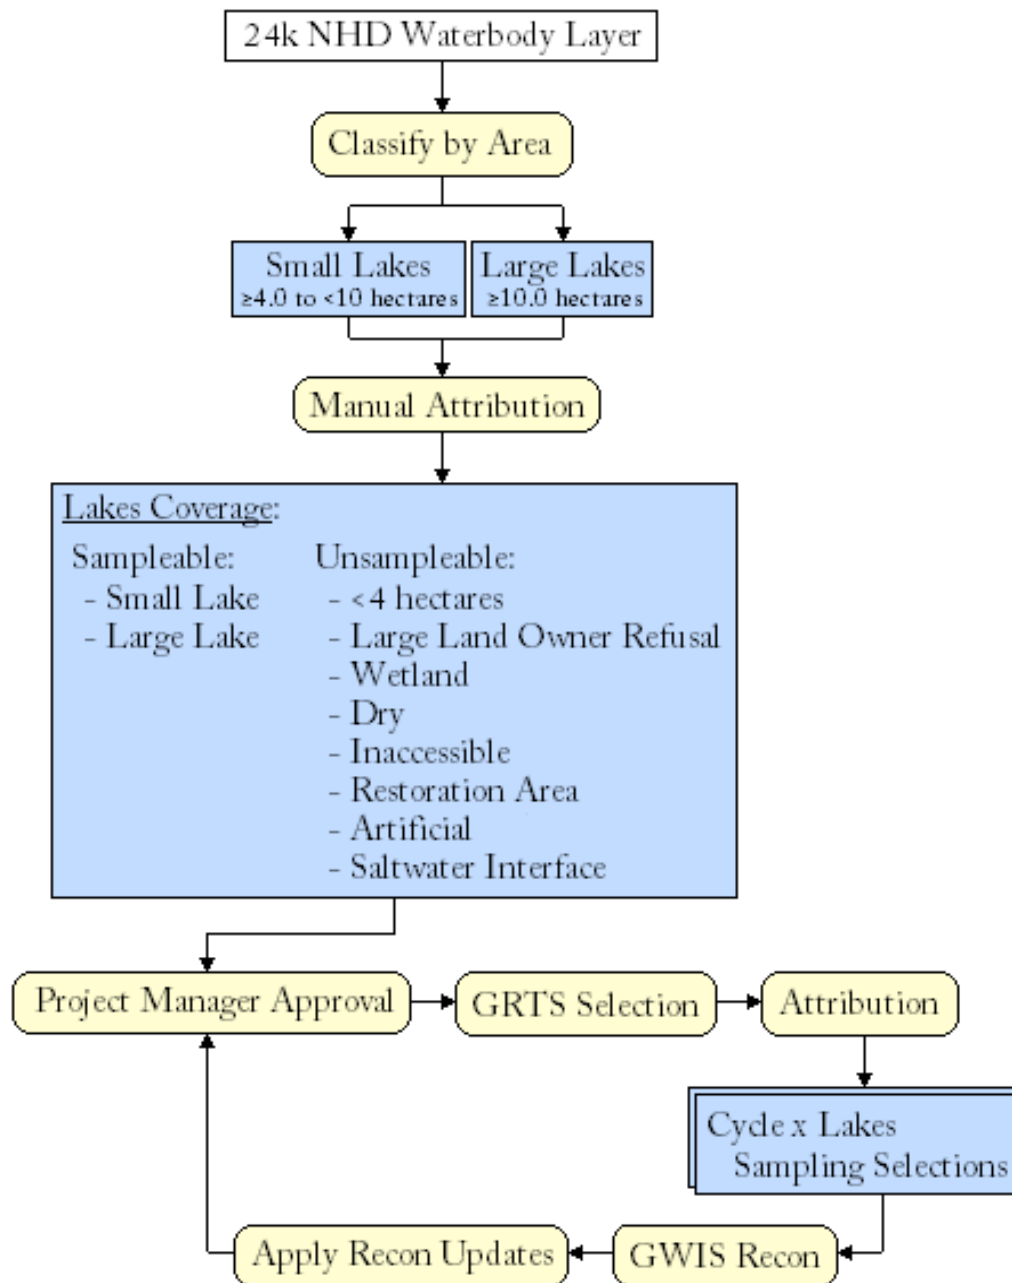 24k NHD Waterbody Layer
Classify by Area
Small Lakes
≥4.0 to <10 hectares
Large Lakes
≥10.0 hectares
Manual Attribution
Lakes Coverage:
Sampleable:
- Small Lake
- Large Lake
Unsampleable:
- <4 hectares
- Large Land Owner Refusal
- Wetland
- Dry
- Inaccessible
- Restoration Area
- Artificial
- Saltwater Interface
Project Manager Approval
GRTS Selection
Attribution
Cycle x Lakes
Sampling Selections
Apply Recon Updates
GWIS Recon